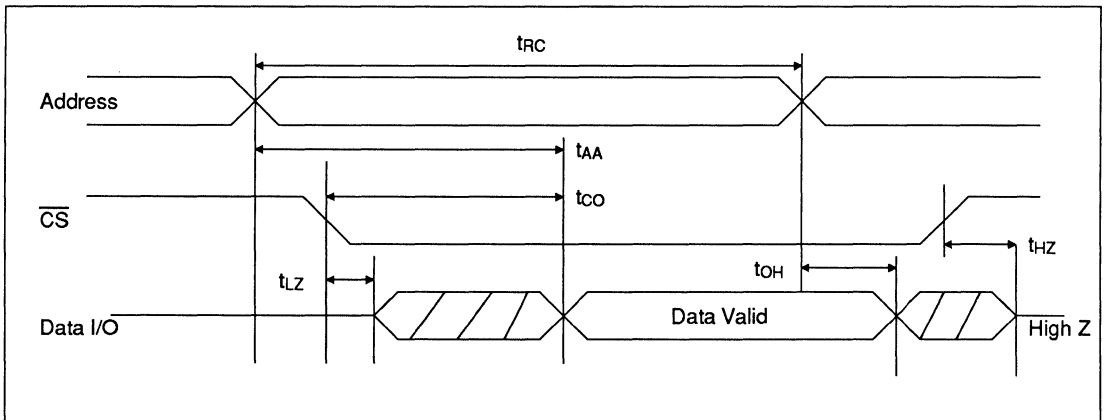 tRC
Address
tAA
tCO
CS
tHZ
tLZ
tOH
Data I/O
Data Valid
High Z